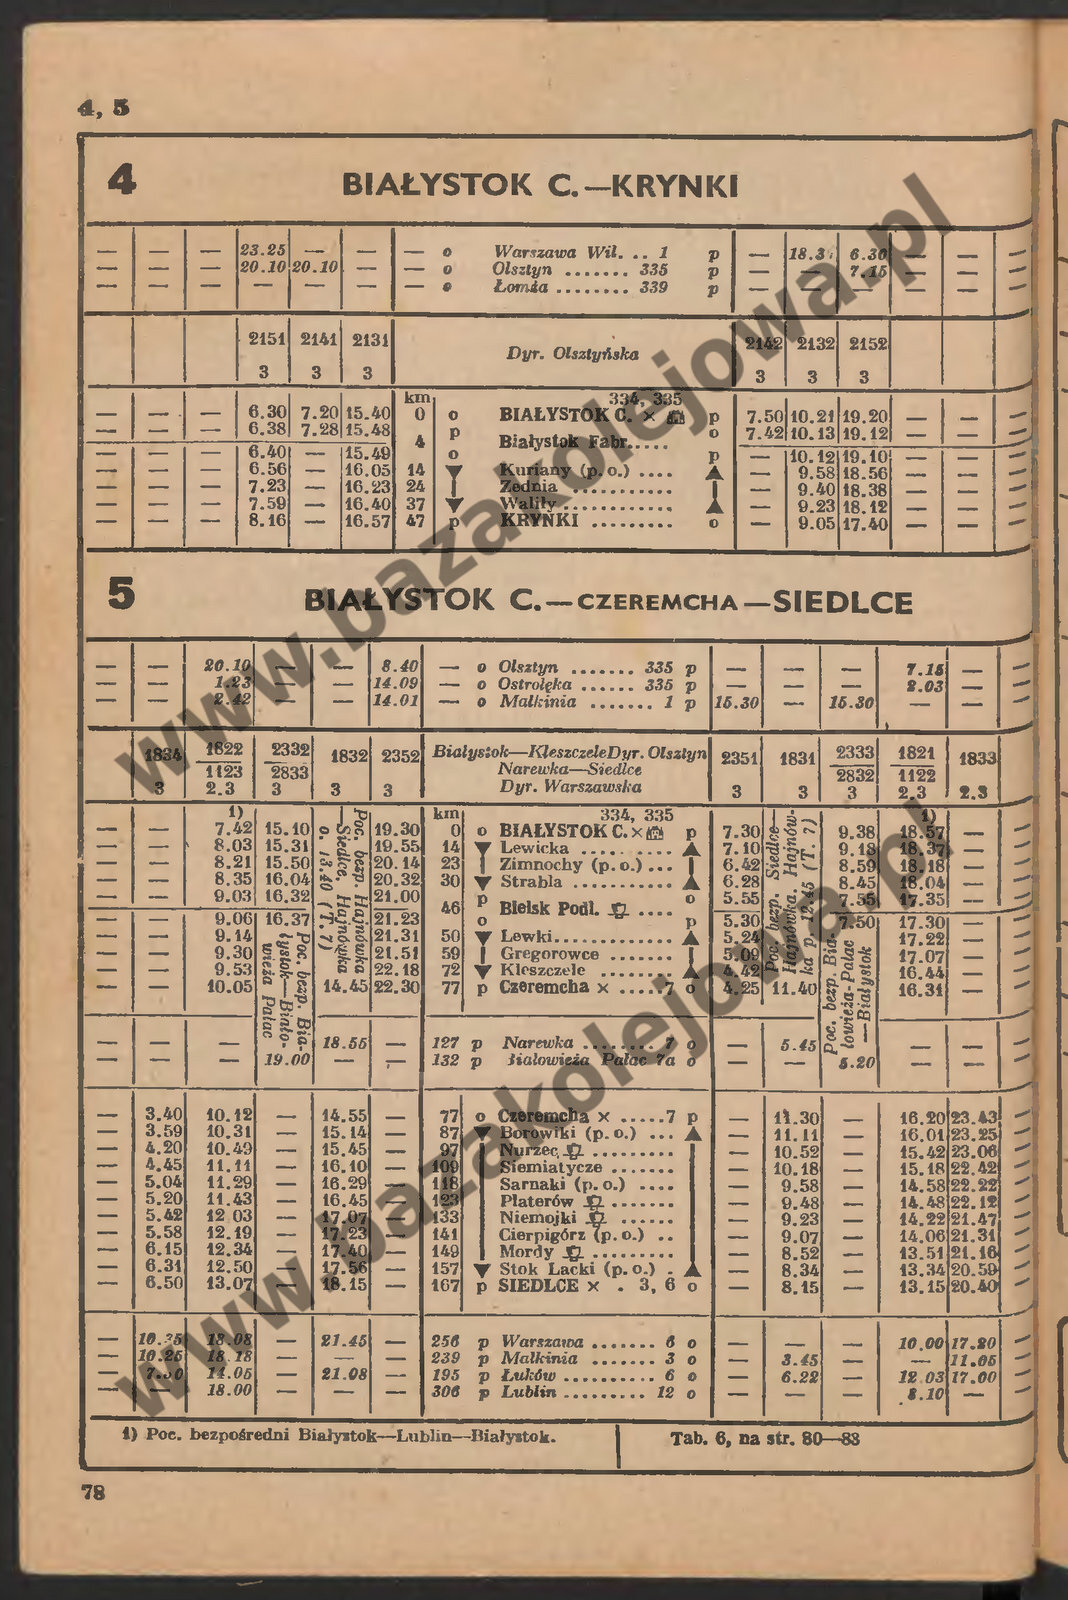 4, 5
4 BIAŁYSTOK C.—KRYNKI
— — — 23.25 — — — o Warszawa Wil. .. 1 p — 6.30 — — —
— — — 20.10 20.10 — — o Olsztyn ....... 335 p — — 7.15 — — —
— — — — — — — o Łomża ........ 339 p — — — — — —
2151 2141 2131 Dyr. Olsztyńska 2142 2132 2152
3 3 3 3 3 3
km 334, 335
— — — 6.30 7.20 15.40 0 o BIAŁYSTOK C. × p 7.50 10.21 19.20 — — —
— — — 6.38 7.28 15.48 4 p Białystok Fabr...... o 7.42 10.13 19.12 — — —
— — — 6.40 — 15.49 o p — 10.12 19.10 — — —
— — — 6.56 — 16.05 14 Kuriany (p.o.) .... — 9.58 18.56 — — —
— — — 7.23 — 16.23 24 Zednia ........... — 9.40 18.38 — — —
— — — 7.59 — 16.40 37 Waliły ............ — 9.23 18.12 — — —
— — — 8.16 — 16.57 47 p KRYNKI ......... o — 9.05 17.40 — — —
5 BIAŁYSTOK C.—CZEREMCHA—SIEDLCE
— — 20.10 — — 8.40 — o Olsztyn ....... 335 p — — — 7.15 — —
— — 1.23 — — 14.09 — o Ostrołęka ...... 335 p — — — 2.03 — —
— — 2.42 — — 14.01 — o Małkinia ....... 1 p 15.30 — 15.30 — — —
1834 1822 2332 1832 2352 Białystok—Kleszczele Dyr. Olsztyn 2351 1831 2333 1821 1833
1123 2833 Narewka—Siedlce 2832 1122
3 2.3 3 3 3 Dyr. Warszawska 3 3 3 2.3 2.3
1) km 334, 335 1)
— — 7.42 15.10 19.30 0 o BIAŁYSTOK C. × p 7.30 9.38 18.57 — —
— — 8.03 15.31 19.55 14 Lewicka ........... 7.10 9.18 18.37 — —
— — 8.21 15.50 20.14 23 Zimnochy (p.o.) ... 6.42 8.59 18.18 — —
— — 8.35 16.04 20.32 30 Strabla ........... 6.28 8.45 18.04 — —
— — 9.03 16.32 21.00 46 p Bielsk Podl. .... o 5.55 7.55 17.35 — —
— — 9.06 16.37 21.23 o p 5.30 7.50 17.30 — —
— — 9.14 21.31 50 Lewki............. 5.24 17.22 — —
— — 9.30 21.51 59 Gregorowce ....... 5.09 17.07 — —
— — 9.53 22.18 72 Kleszczele ........ 4.42 16.44 — —
— — 10.05 14.45 22.30 77 p Czeremcha × .....7 o 4.25 11.40 16.31 — —
Poc. bezp. Białystok—Białowieża Pałac
Poc. bezp. Hajnówka Siedlce, Hajnówka o. 13.40 (T. 7)
Poc. bezp. Siedlce—Hajnówka. Hajnówka p. 12.45 (T. 7)
Poc. bezp. Białowieża-Pałac—Białystok
— — — 18.55 — 127 p Narewka ........ 7 o — 5.45 — — —
— — — 19.00 — — 132 p Białowieża Pałac 7a o — — 5.20 — — —
— 3.40 10.12 — 14.55 — 77 o Czeremcha × .....7 p — 11.30 — 16.20 23.43 —
— 3.59 10.31 — 15.14 — 87 Borowiki (p.o.) ... — 11.11 — 16.01 23.25 —
— 4.20 10.49 — 15.45 — 97 Nurzec .......... — 10.52 — 15.42 23.06 —
— 4.45 11.11 — 16.10 — 109 Siemiatycze ....... — 10.18 — 15.18 22.42 —
— 5.04 11.29 — 16.29 — 118 Sarnaki (p.o.) .... — 9.58 — 14.58 22.22 —
— 5.20 11.43 — 16.45 — 123 Platerów ........ — 9.48 — 14.48 22.12 —
— 5.42 12 03 — 17.07 — 133 Niemojki ...... — 9.23 — 14.22 21.47 —
— 5.58 12.19 — 17.23 — 141 Cierpigórz (p.o.) .. — 9.07 — 14.06 21.31 —
— 6.15 12.34 — 17.40 — 149 Mordy .......... — 8.52 — 13.51 21.16 —
— 6.31 12.50 — 17.56 — 157 Stok Lacki (p.o.) . — 8.34 — 13.34 20.59 —
— 6.50 13.07 — 18.15 — 167 p SIEDLCE × . 3, 6 o — 8.15 — 13.15 20.40 —
— 18.08 — 21.45 — 256 p Warszawa ....... 6 o — — — 10.00 17.20 —
— 10.25 18.18 — — — 239 p Małkinia ........ 3 o — 3.45 — — 11.05 —
— 14.05 — 21.08 — 195 p Łuków ........... 6 o — 6.22 — 12 03 17.00 —
— — 18.00 — — — 306 p Lublin .......... 12 o — — — 8.10 — —
1) Poc. bezpośredni Białystok—Lublin—Białystok. Tab. 6, na str. 80—83
78
www.bazakolejowa.pl
www.bazakolejowa.pl